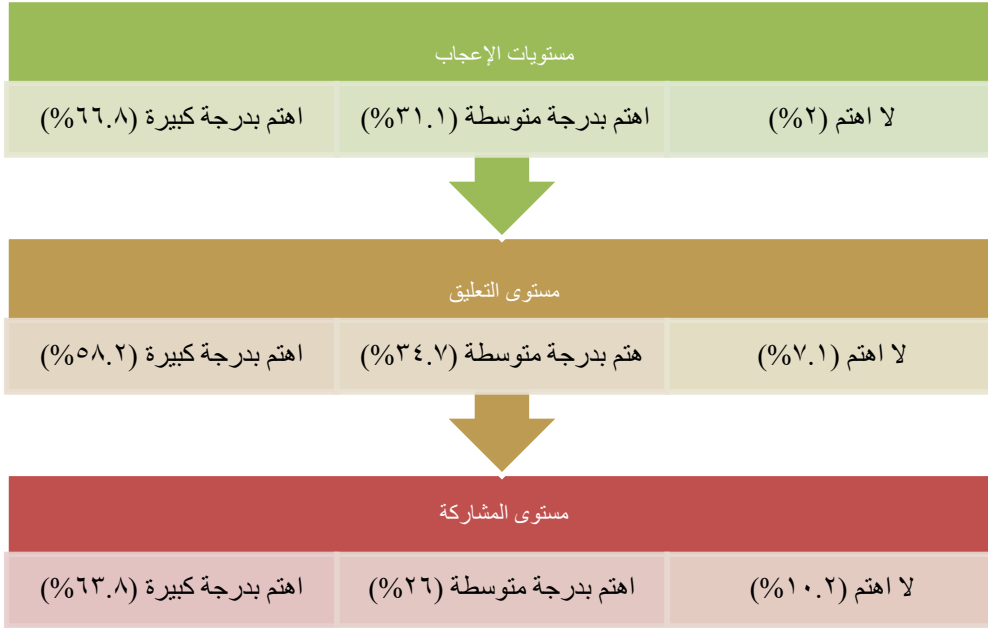 مستويات الإعجاب
لا اهتم (٢%)
اهتم بدرجة متوسطة (٣١.١%)
اهتم بدرجة كبيرة (٦٦.٨%)
مستوى التعليق
لا اهتم (٧.١%)
هتم بدرجة متوسطة (٣٤.٧%)
اهتم بدرجة كبيرة (٥٨.٢%)
مستوى المشاركة
لا اهتم (١٠.٢%)
اهتم بدرجة متوسطة (٢٦%)
اهتم بدرجة كبيرة (٦٣.٨%)